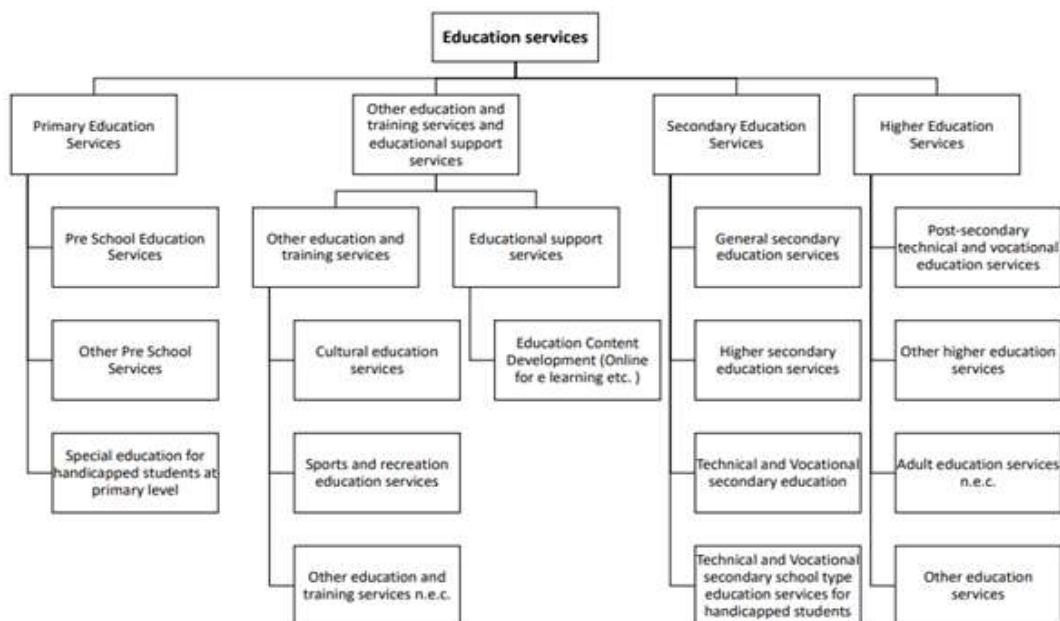 Education services
Primary Education
Services
Other education and
training services and
educational support
services
Secondary Education
Services
Higher Education
Services
Pre School Education
Services
Other education and
training services
Educational support
services
General secondary
education services
Post-secondary
technical and vocational
education services
Other Pre School
Services
Cultural education
services
Education Content
Development (Online
for e learning etc. )
Higher secondary
education services
Other higher education
services
Special education for
handicapped students at
primary level
Sports and recreation
education services
Technical and Vocational
secondary education
Adult education services
n.e.c.
Other education and
training services n.e.c.
Technical and Vocational
secondary school type
education services for
handicapped students
Other education
services